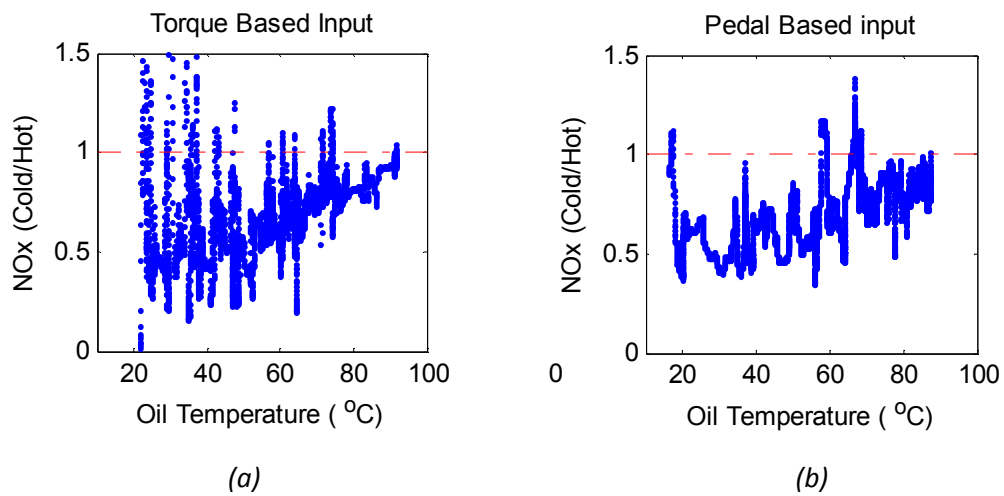 Torque Based Input
1.5
1
0.5
0
NOx (Cold/Hot)
20 40 60 80 100
Oil Temperature ( °C)
(a)
Pedal Based input
1.5
1
0.5
0
NOx (Cold/Hot)
0 20 40 60 80 100
Oil Temperature ( °C)
(b)